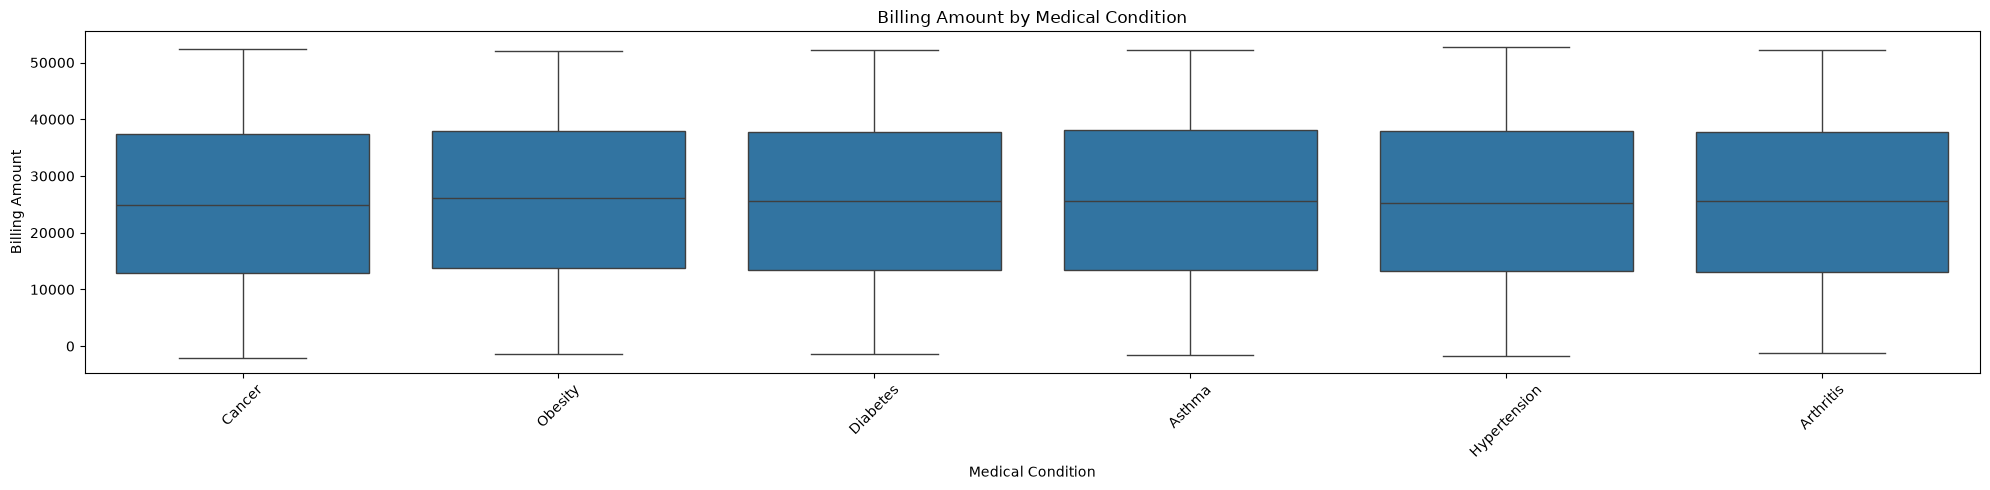 Billing Amount by Medical Condition
Billing Amount
50000
40000
30000
20000
10000
0
Cancer
Obesity
Diabetes
Asthma
Hypertension
Arthritis
Medical Condition